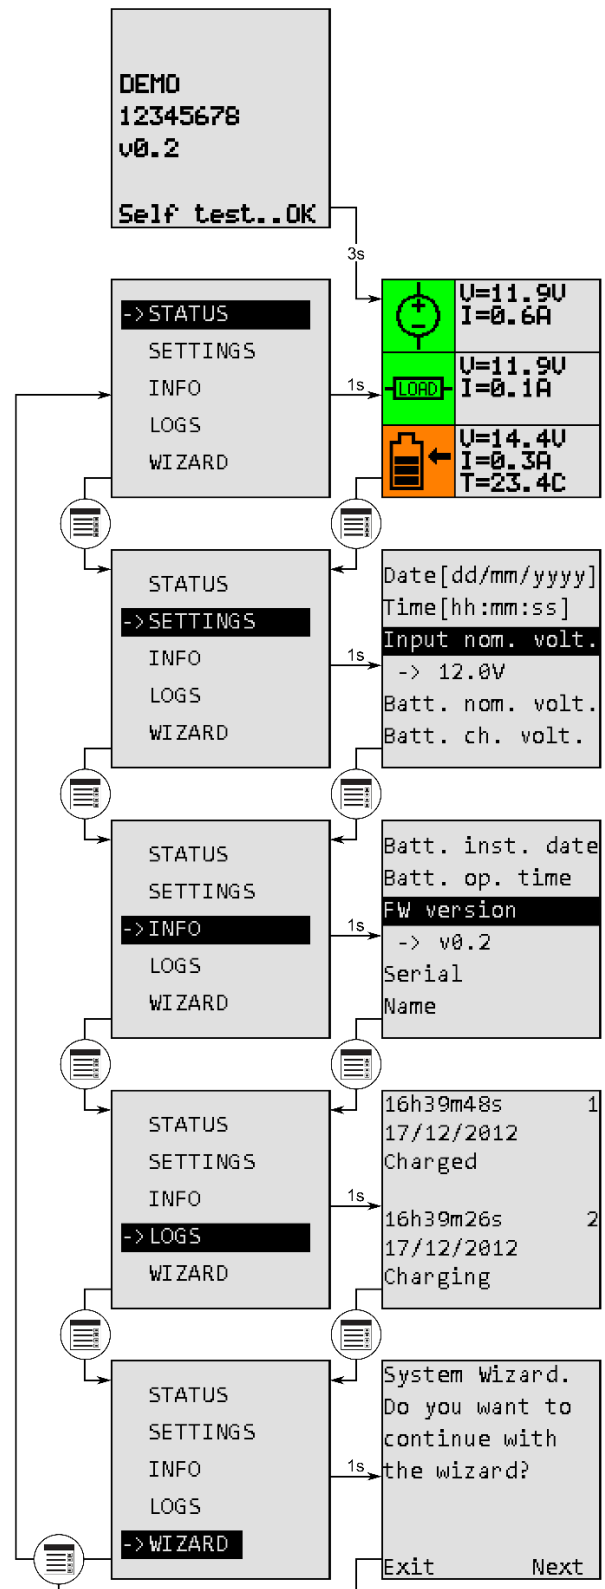 DEMO
12345678
v0.2
Self test..OK
3s
->STATUS
SETTINGS
INFO
LOGS
WIZARD
1s
V=11.9V
I=0.6A
LOAD
V=11.9V
I=0.1A
V=14.4V
I=0.3A
T=23.4C
STATUS
->SETTINGS
INFO
LOGS
WIZARD
1s
Date[dd/mm/yyyy]
Time[hh:mm:ss]
Input nom. volt.
-> 12.0V
Batt. nom. volt.
Batt. ch. volt.
STATUS
SETTINGS
->INFO
LOGS
WIZARD
1s
Batt. inst. date
Batt. op. time
FW version
-> v0.2
Serial
Name
STATUS
SETTINGS
INFO
->LOGS
WIZARD
1s
16h39m48s 1
17/12/2012
Charged
16h39m26s 2
17/12/2012
Charging
STATUS
SETTINGS
INFO
LOGS
->WIZARD
1s
System Wizard.
Do you want to
continue with
the wizard?
Exit Next